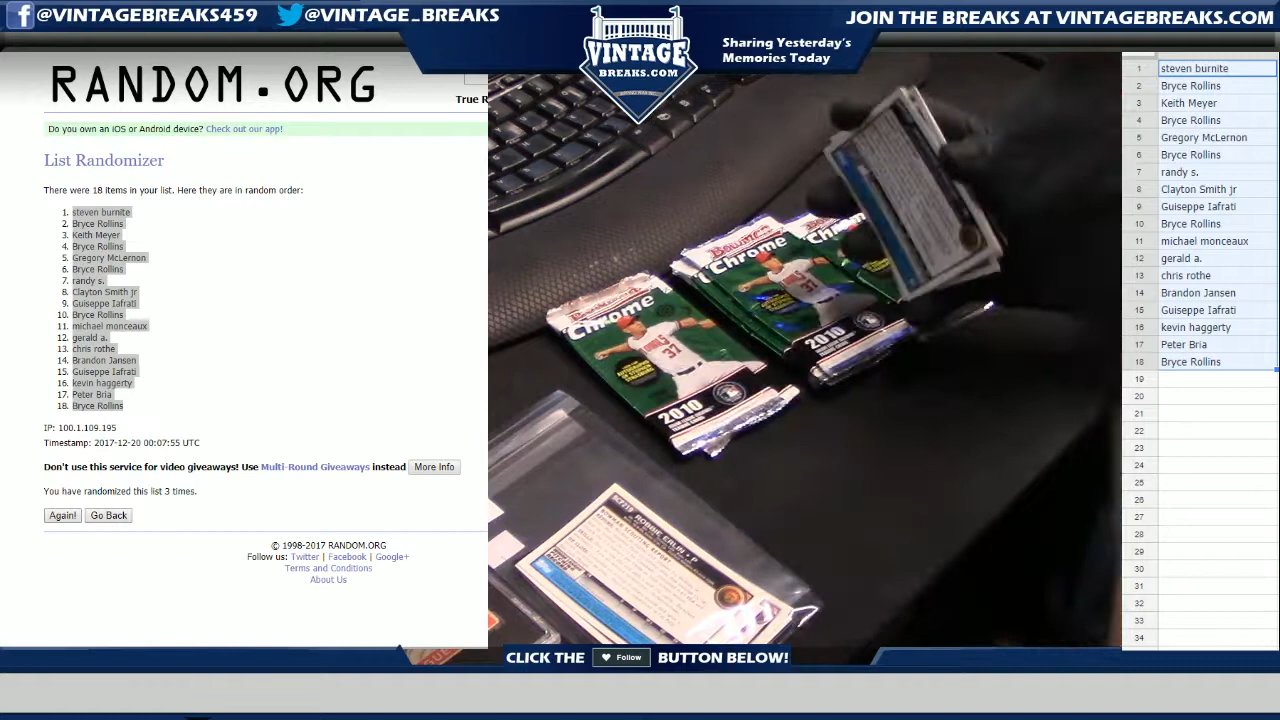 @VINTAGEBREAKS459
@VINTAGE_BREAKS
VINTAGE
BREAKS.COM
Sharing Yesterday's
Memories Today
JOIN THE BREAKS AT VINTAGEBREAKS.COM
RANDOM.ORG
True R
Do you own an iOS or Android device? Check out our app!
List Randomizer
There were 18 items in your list. Here they are in random order:
1. steven burnite
2. Bryce Rollins
3. Keith Meyer
4. Bryce Rollins
5. Gregory McLernon
6. Bryce Rollins
7. randy s.
8. Clayton Smith jr
9. Guiseppe Iafrati
10. Bryce Rollins
11. michael monceaux
12. gerald a.
13. chris rothe
14. Brandon Jansen
15. Guiseppe Iafrati
16. kevin haggerty
17. Peter Bria
18. Bryce Rollins
IP: 100.1.109.195
Timestamp: 2017-12-20 00:07:55 UTC
Don't use this service for video giveaways! Use Multi-Round Giveaways instead More Info
You have randomized this list 3 times.
Again! Go Back
© 1998-2017 RANDOM.ORG
Follow us: Twitter | Facebook | Google+
Terms and Conditions
About Us
Bowman
Chrome
37
2010
Bowman
Chrome
37
2010
Chrome
ROBBIE ERLIN - P
BOWMAN SCOUTING REPORT
Topps
1 steven burnite
2 Bryce Rollins
3 Keith Meyer
4 Bryce Rollins
5 Gregory McLernon
6 Bryce Rollins
7 randy s.
8 Clayton Smith jr
9 Guiseppe Iafrati
10 Bryce Rollins
11 michael monceaux
12 gerald a.
13 chris rothe
14 Brandon Jansen
15 Guiseppe Iafrati
16 kevin haggerty
17 Peter Bria
18 Bryce Rollins
19
20
21
22
23
24
25
26
27
28
29
30
31
32
33
34
CLICK THE Follow BUTTON BELOW!